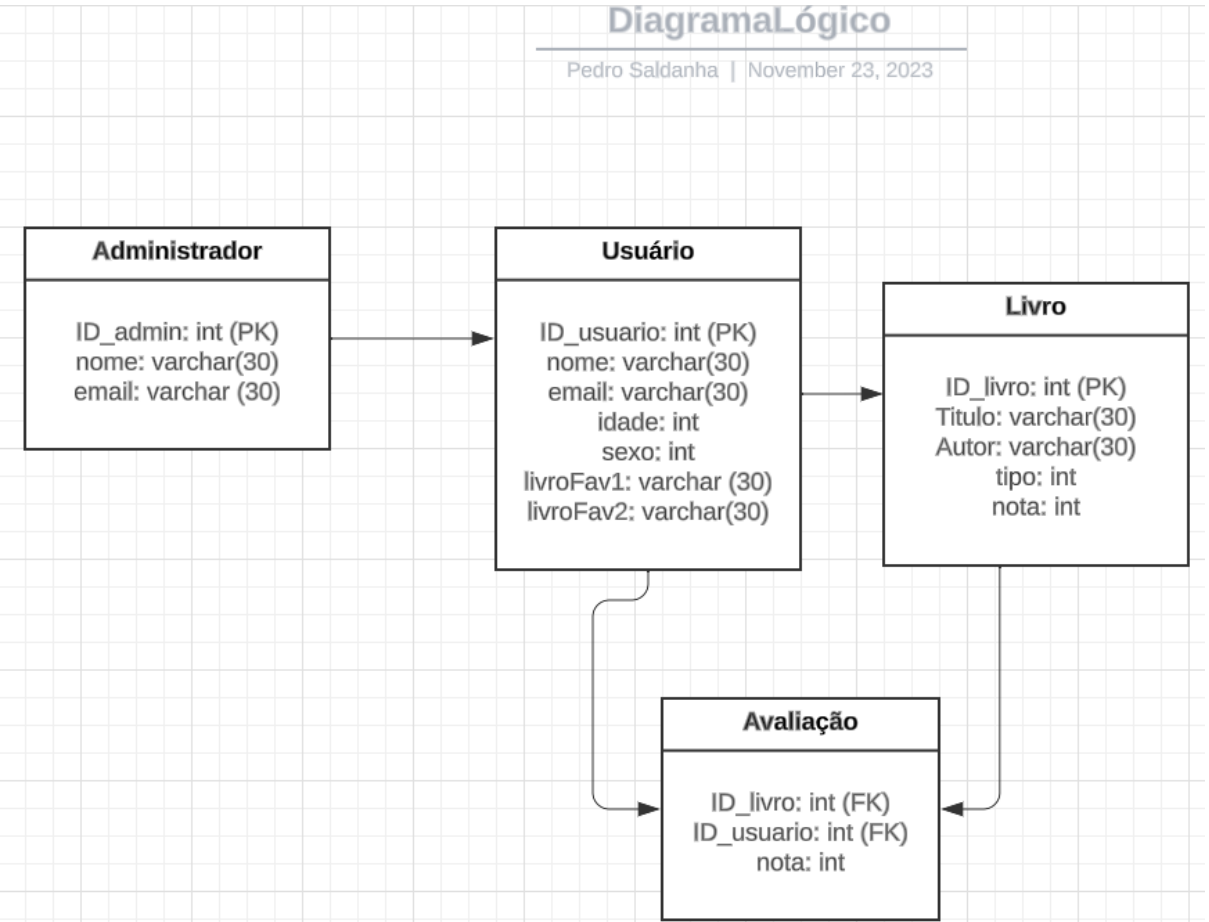 DiagramaLógico
Pedro Saldanha | November 23, 2023
Administrador
ID_admin: int (PK)
nome: varchar(30)
email: varchar (30)
Usuário
ID_usuario: int (PK)
nome: varchar(30)
email: varchar(30)
idade: int
sexo: int
livroFav1: varchar (30)
livroFav2: varchar(30)
Livro
ID_livro: int (PK)
Titulo: varchar(30)
Autor: varchar(30)
tipo: int
nota: int
Avaliação
ID_livro: int (FK)
ID_usuario: int (FK)
nota: int